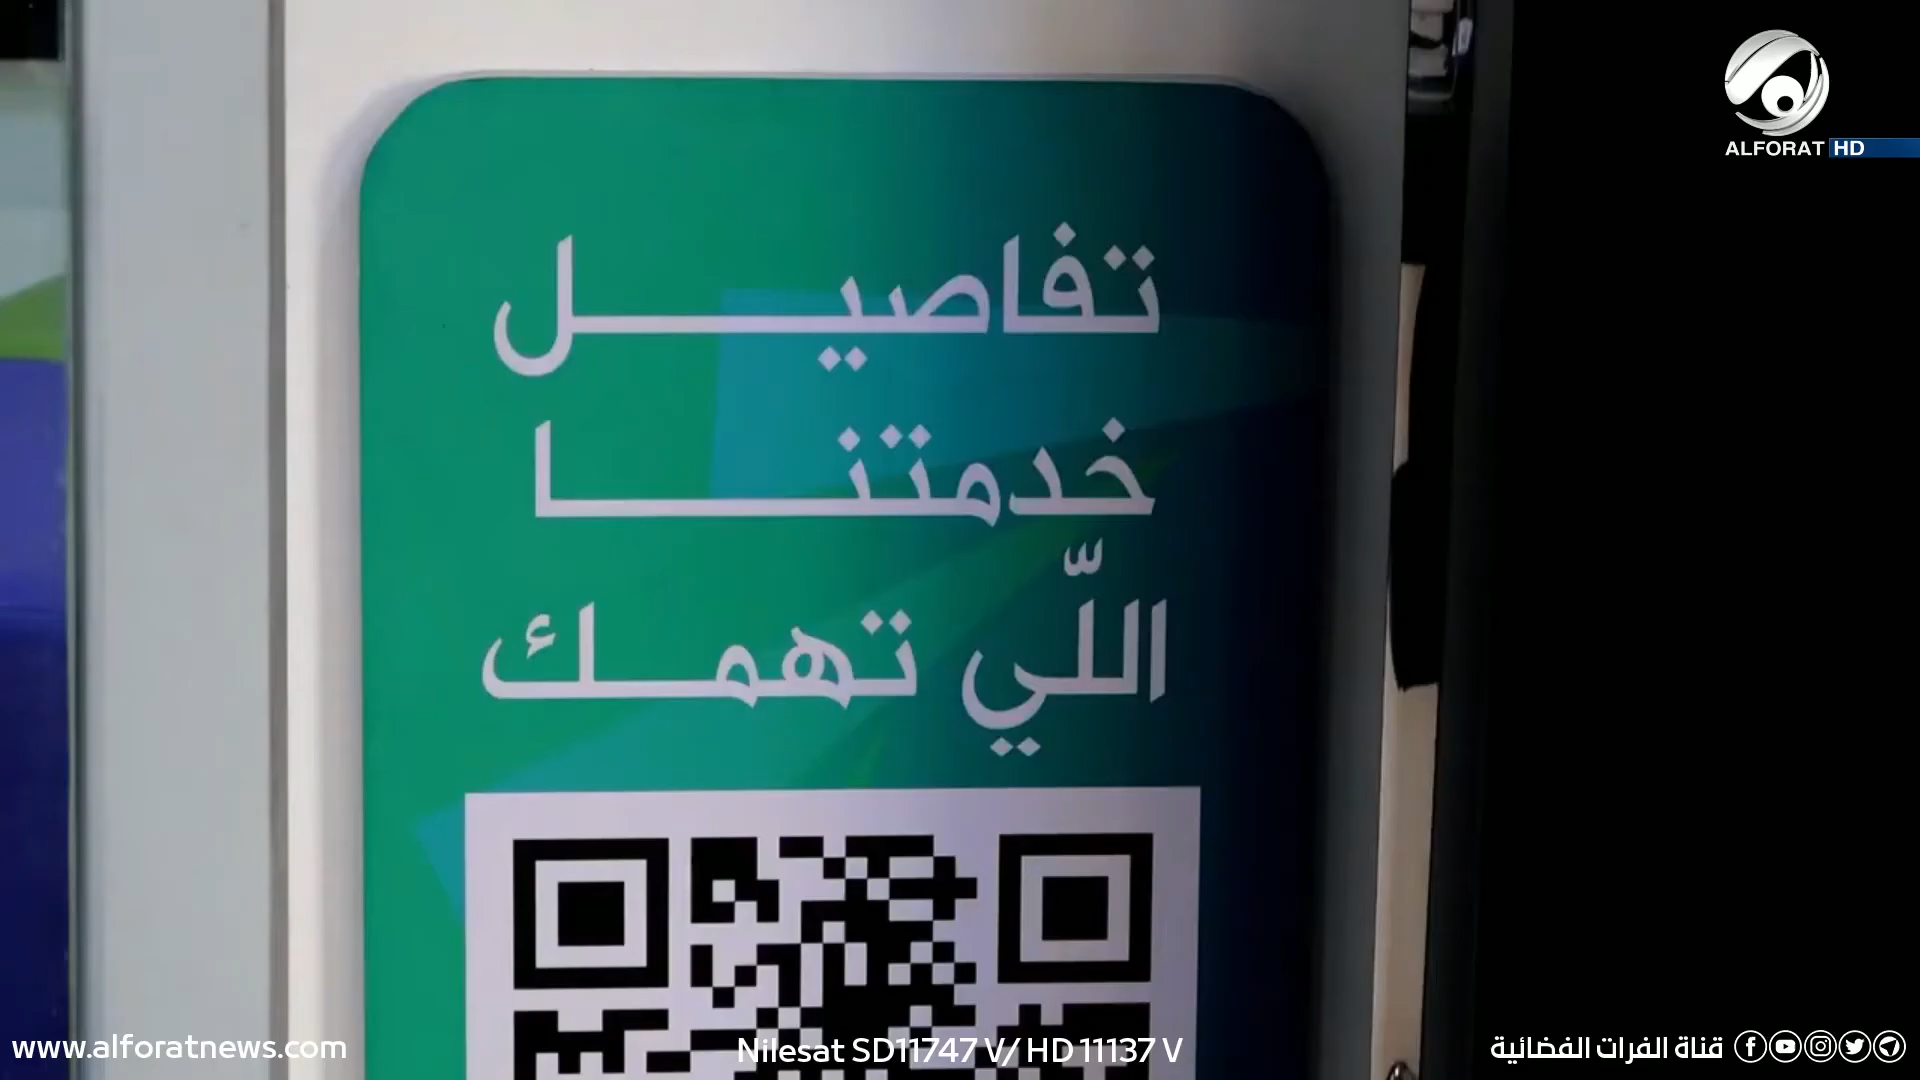 ALFORAT HD
تفاصيل
خدمتنا
اللّي تهمك
www.alforatnews.com
Nilesat SD11747 V/ HD 11137 V
قناة الفرات الفضائية